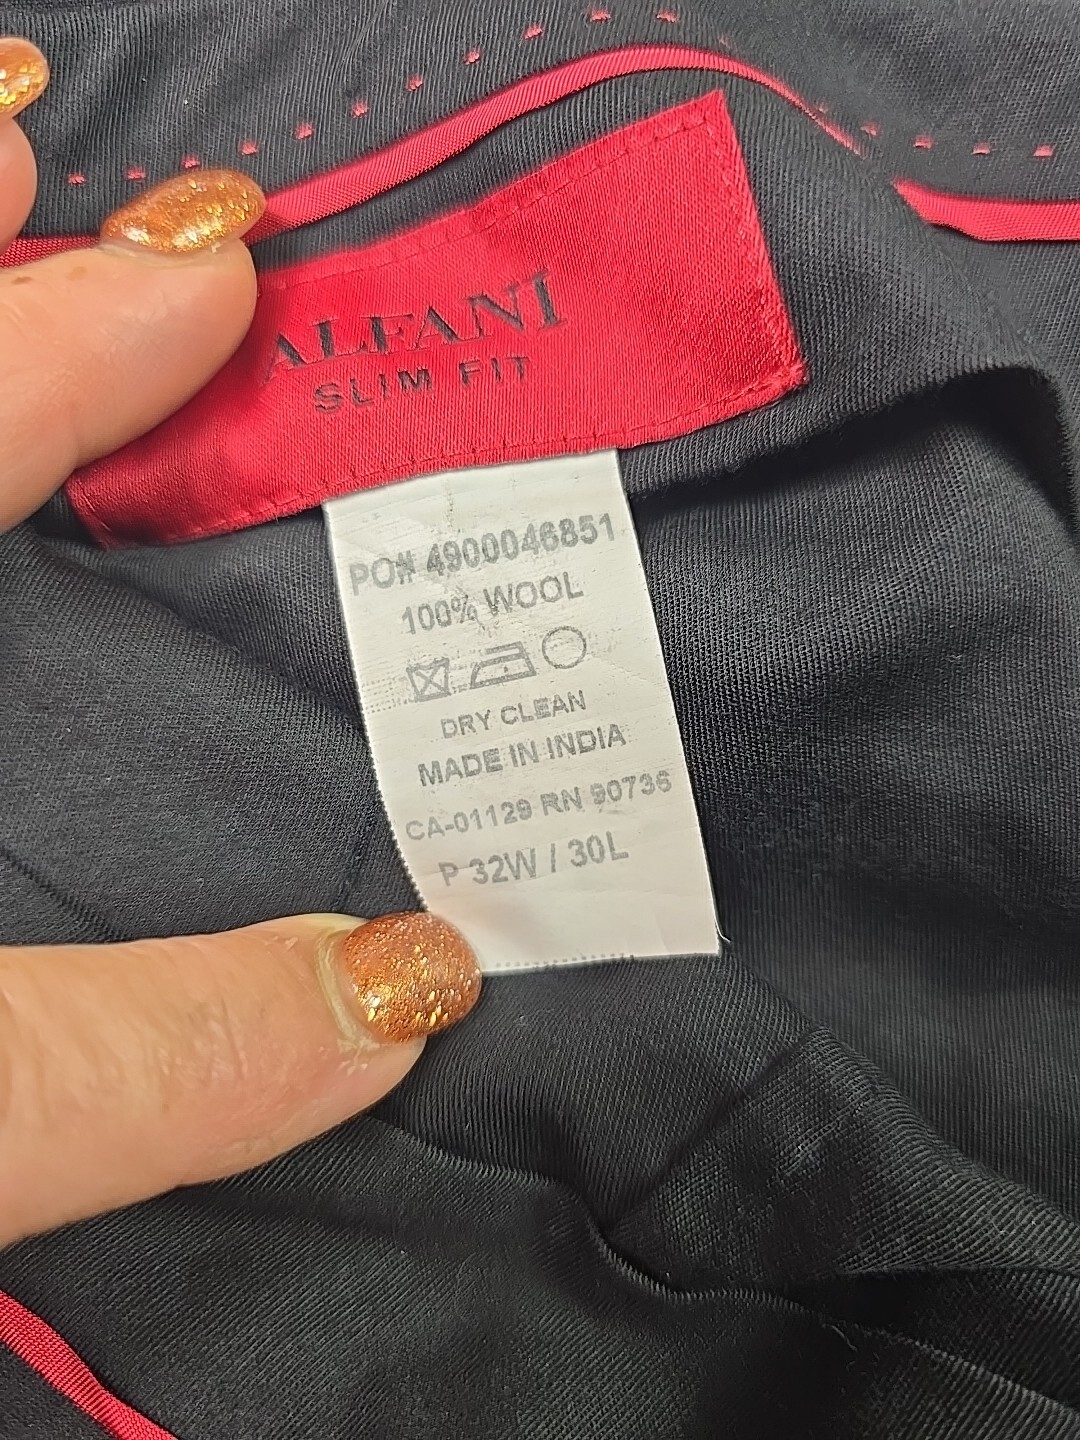 ALFANI
SLIM FIT
PO# 4900046851
100% WOOL
DRY CLEAN
MADE IN INDIA
CA-01129 RN 90736
P 32W / 30L